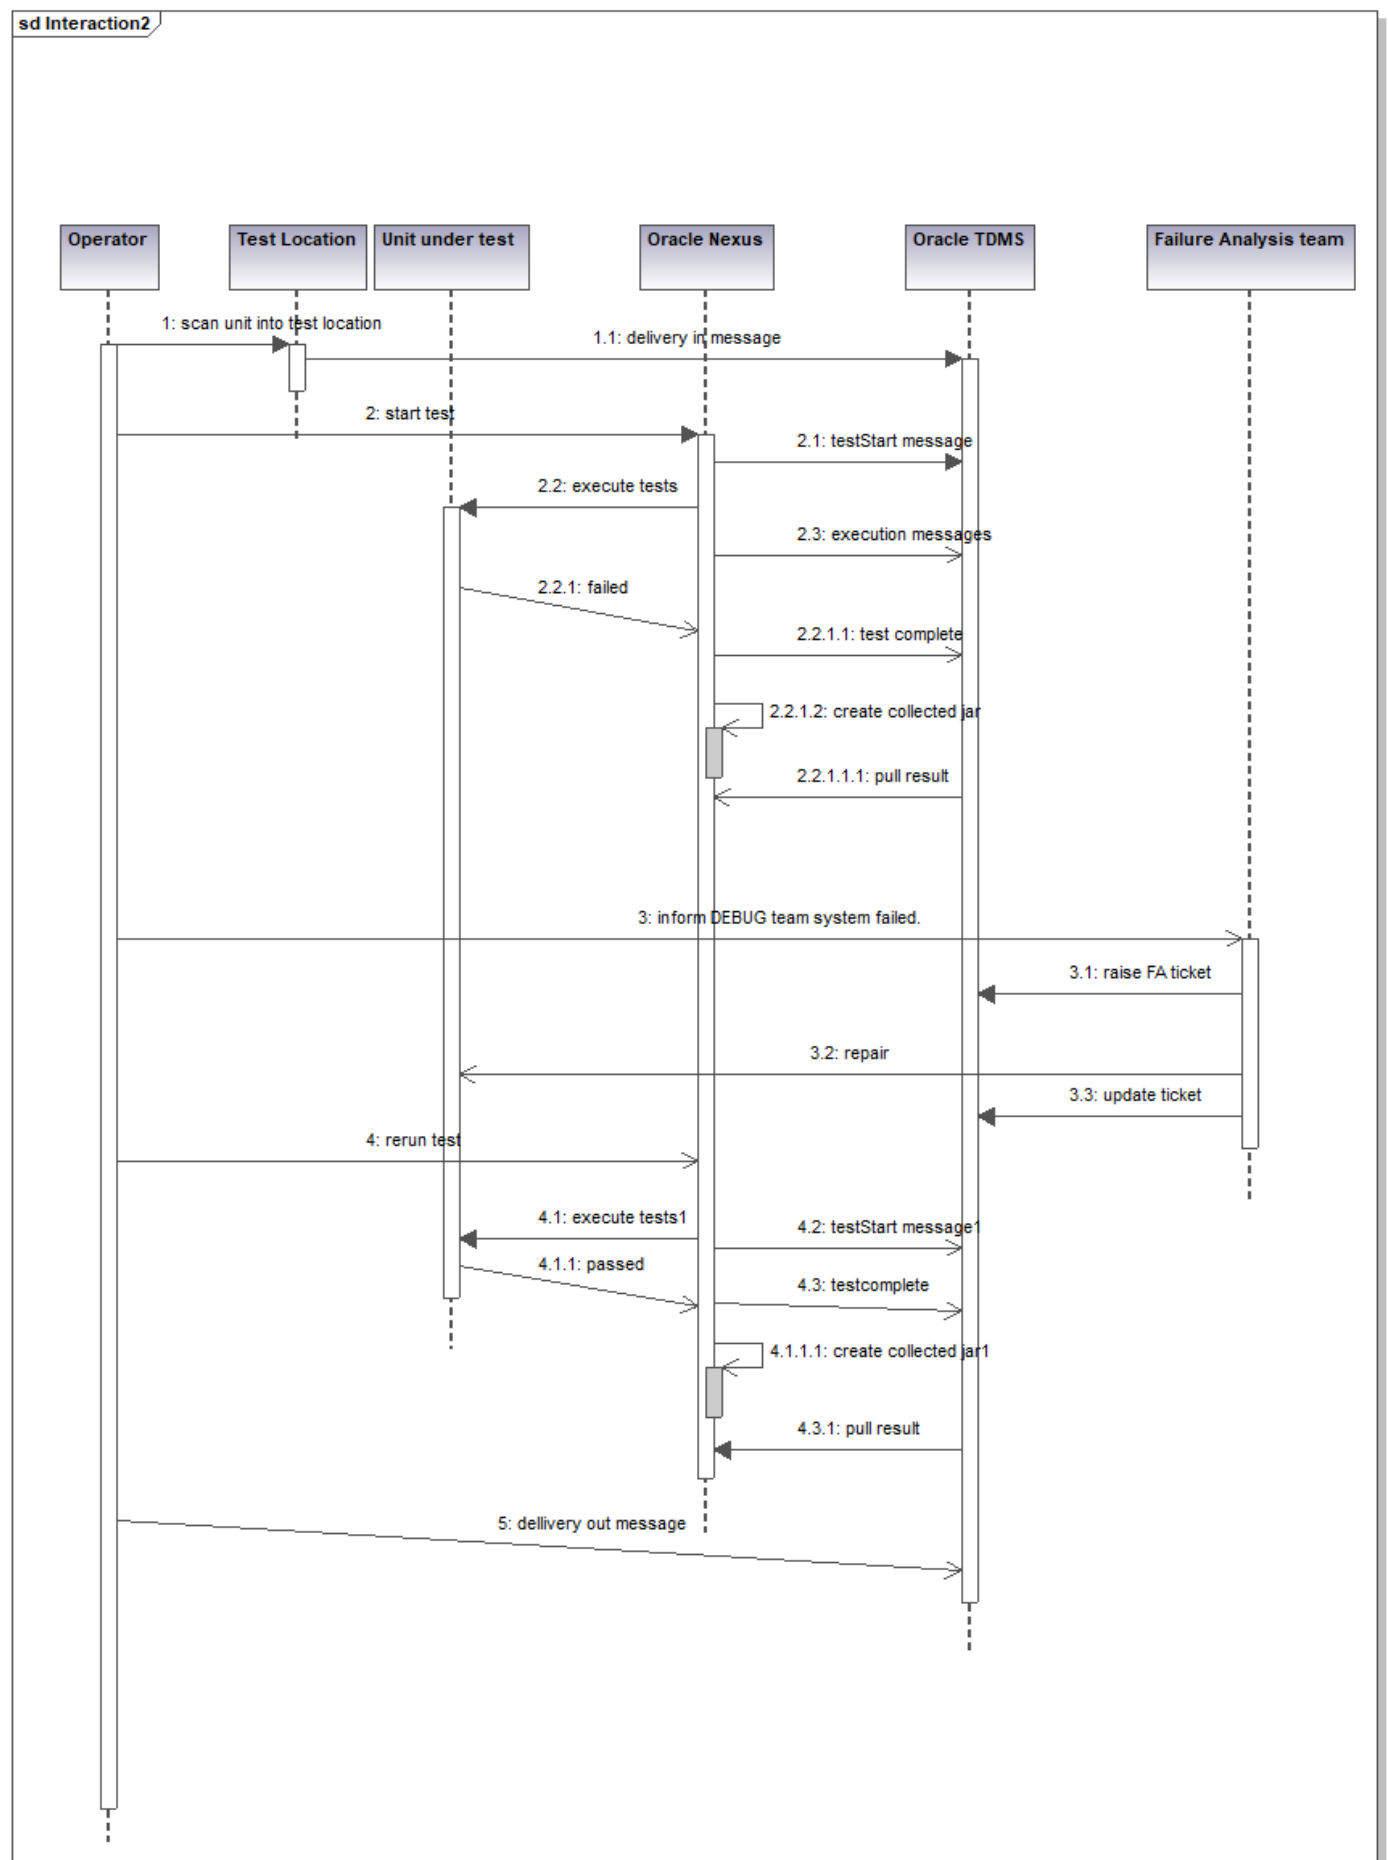 sd Interaction2
Operator
Test Location
Unit under test
Oracle Nexus
Oracle TDMS
Failure Analysis team
1: scan unit into test location
1.1: delivery in message
2: start test
2.1: testStart message
2.2: execute tests
2.3: execution messages
2.2.1: failed
2.2.1.1: test complete
2.2.1.2: create collected jar
2.2.1.1.1: pull result
3: inform DEBUG team system failed.
3.1: raise FA ticket
3.2: repair
3.3: update ticket
4: rerun test
4.1: execute tests1
4.2: testStart message1
4.1.1: passed
4.3: testcomplete
4.1.1.1: create collected jar1
4.3.1: pull result
5: dellivery out message